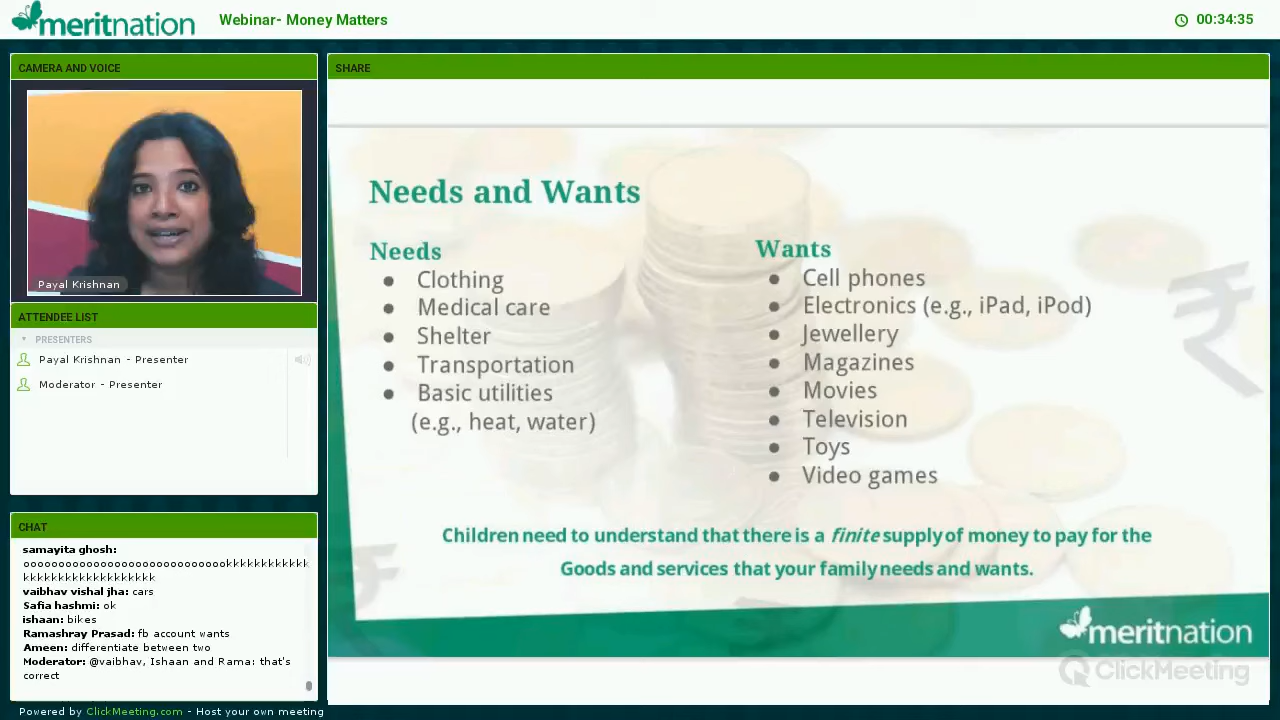 meritnation
Webinar- Money Matters
00:34:35
CAMERA AND VOICE
Payal Krishnan
ATTENDEE LIST
PRESENTERS
Payal Krishnan - Presenter
Moderator - Presenter
CHAT
samayita ghosh:
ooooooooooooooooooooooooooooookkkkkkkkkkkk
kkkkkkkkkkkkkkkkkkk
vaibhav vishal jha: cars
Safia hashmi: ok
ishaan: bikes
Ramashray Prasad: fb account wants
Ameen: differentiate between two
Moderator: @vaibhav, Ishaan and Rama: that's
correct
SHARE
Needs and Wants
Needs
● Clothing
● Medical care
● Shelter
● Transportation
● Basic utilities
(e.g., heat, water)
Wants
● Cell phones
● Electronics (e.g., iPad, iPod)
● Jewellery
● Magazines
● Movies
● Television
● Toys
● Video games
Children need to understand that there is a finite supply of money to pay for the
Goods and services that your family needs and wants.
meritnation
ClickMeeting
Powered by ClickMeeting.com - Host your own meeting